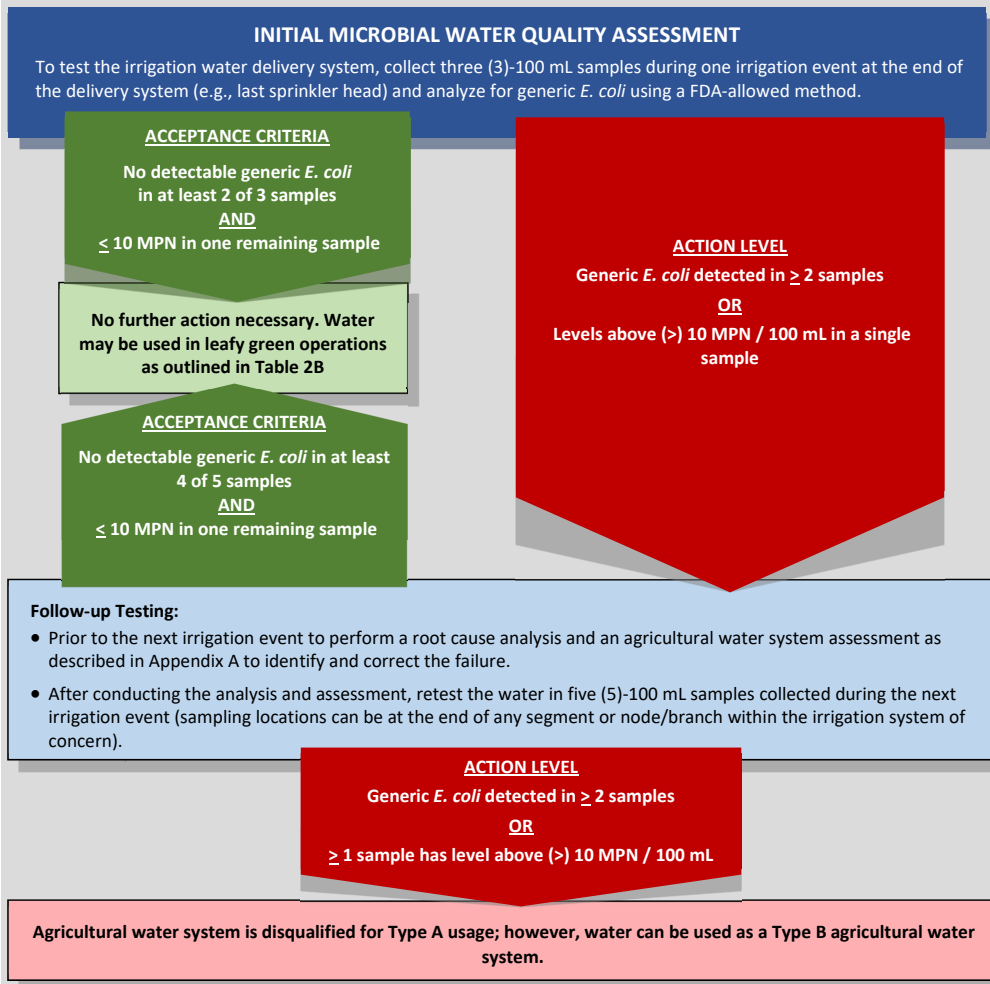 INITIAL MICROBIAL WATER QUALITY ASSESSMENT
To test the irrigation water delivery system, collect three (3)-100 mL samples during one irrigation event at the end of
the delivery system (e.g., last sprinkler head) and analyze for generic E. coli using a FDA-allowed method.
ACCEPTANCE CRITERIA
No detectable generic E. coli
in at least 2 of 3 samples
AND
≤ 10 MPN in one remaining sample
No further action necessary. Water
may be used in leafy green operations
as outlined in Table 2B
ACCEPTANCE CRITERIA
No detectable generic E. coli in at least
4 of 5 samples
AND
≤ 10 MPN in one remaining sample
ACTION LEVEL
Generic E. coli detected in ≥ 2 samples
OR
Levels above (>) 10 MPN / 100 mL in a single
sample
Follow-up Testing:
• Prior to the next irrigation event to perform a root cause analysis and an agricultural water system assessment as
described in Appendix A to identify and correct the failure.
• After conducting the analysis and assessment, retest the water in five (5)-100 mL samples collected during the next
irrigation event (sampling locations can be at the end of any segment or node/branch within the irrigation system of
concern).
ACTION LEVEL
Generic E. coli detected in ≥ 2 samples
OR
≥ 1 sample has level above (>) 10 MPN / 100 mL
Agricultural water system is disqualified for Type A usage; however, water can be used as a Type B agricultural water
system.